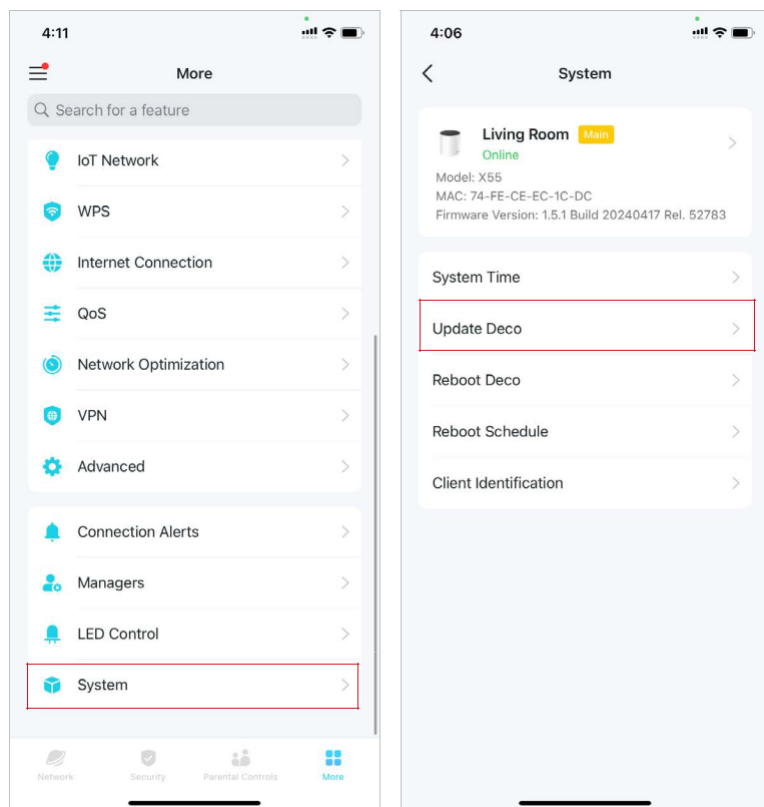 4:11
More
Search for a feature
IoT Network
WPS
Internet Connection
QoS
Network Optimization
VPN
Advanced
Connection Alerts
Managers
LED Control
System
Network
Security
Parental Controls
More
4:06
System
Living Room
Main
Online
Model: X55
MAC: 74-FE-CE-EC-1C-DC
Firmware Version: 1.5.1 Build 20240417 Rel. 52783
System Time
Update Deco
Reboot Deco
Reboot Schedule
Client Identification